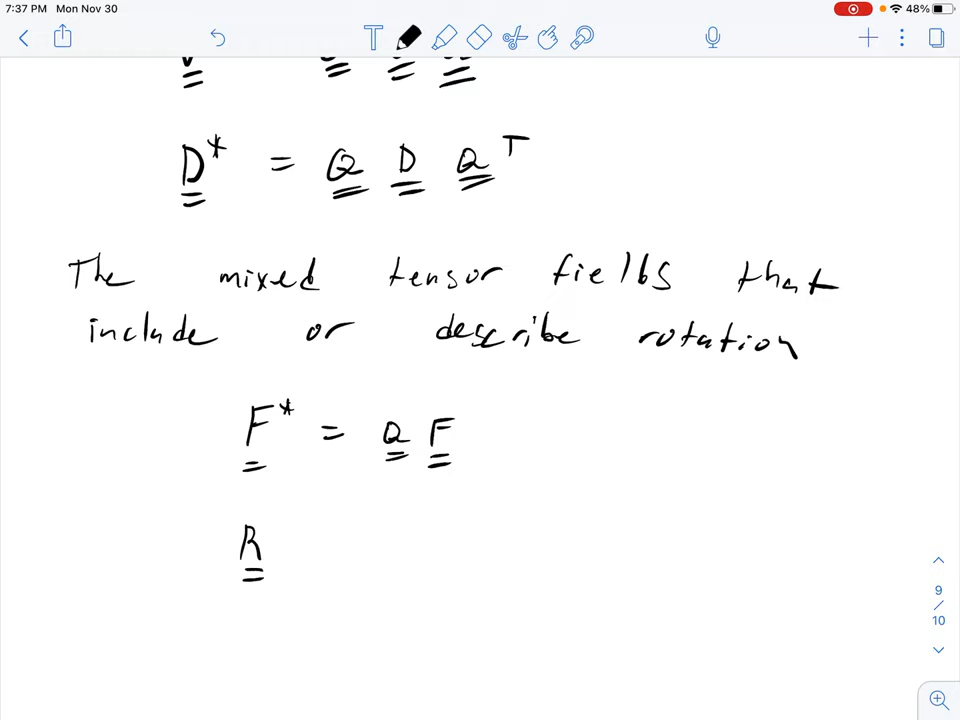 7:37 PM Mon Nov 30
48%
T
D* = Q D Q T
The mixed tensor fields that
include or describe rotation
F* = Q F
R
9
/
10